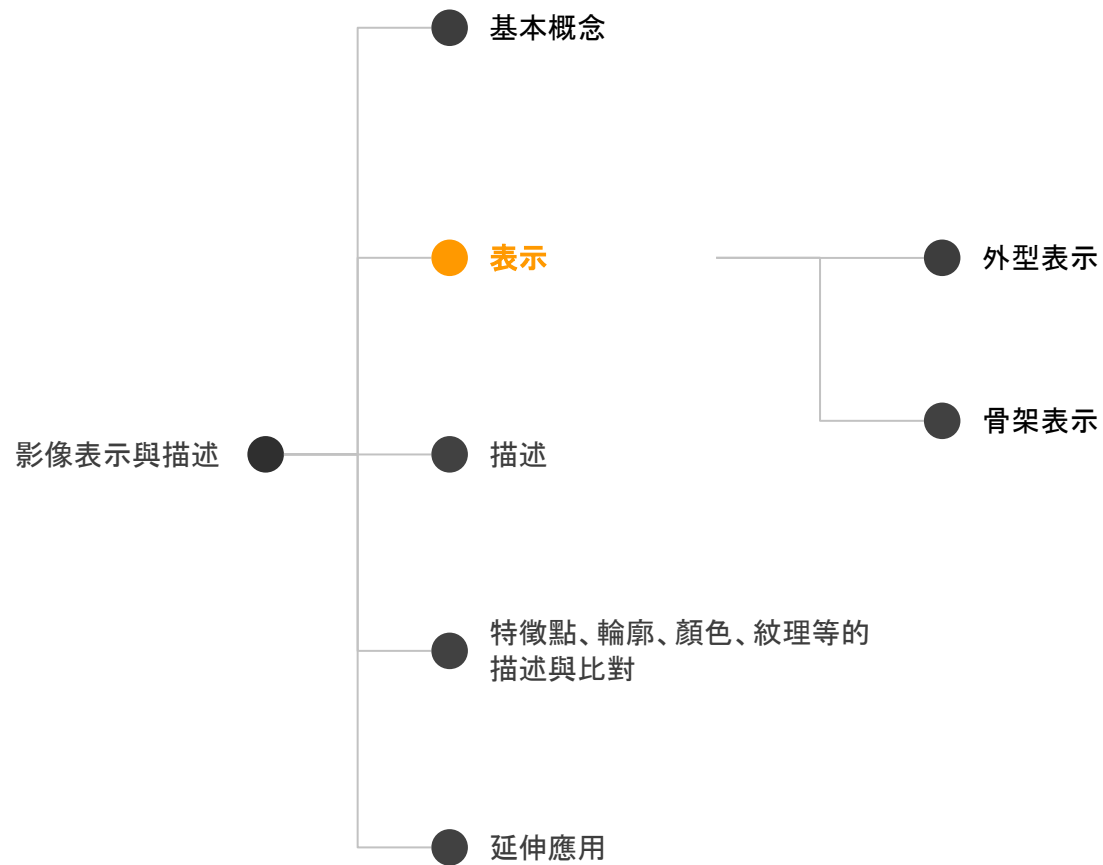 基本概念
表示
外型表示
骨架表示
影像表示與描述
描述
特徵點、輪廓、顏色、紋理等的
描述與比對
延伸應用